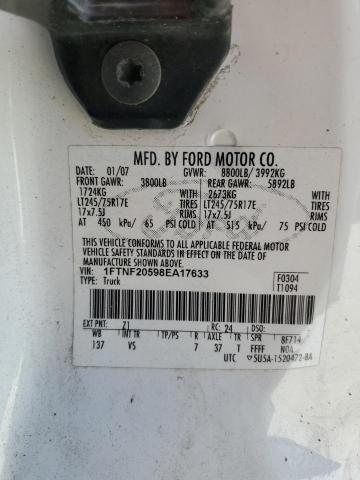 MFD. BY FORD MOTOR CO.
DATE: 01/07 GVWR: 8800LB/ 3992KG
FRONT GAWR: 3800LB REAR GAWR: 5892LB
1724KG WITH 2673KG WITH
LT245/75R17E TIRES LT245/75R17E TIRES
17x7.5J RIMS 17x7.5J RIMS
AT 450 kPa/ 65 PSI COLD AT 515 kPa/ 75 PSI COLD
THIS VEHICLE CONFORMS TO ALL APPLICABLE FEDERAL MOTOR
VEHICLE SAFETY STANDARDS IN EFFECT ON THE DATE OF
MANUFACTURE SHOWN ABOVE.
VIN: 1FTNF20598EA17633 F0304
TYPE: Truck T1094
EXT PNT: Z1 RC: 24 DSO:
WB INT TR TP/PS R AXLE TR SPR 8F714
137 VS 7 37 T FFFF NOA
UTC 5U5A-1520472-BA